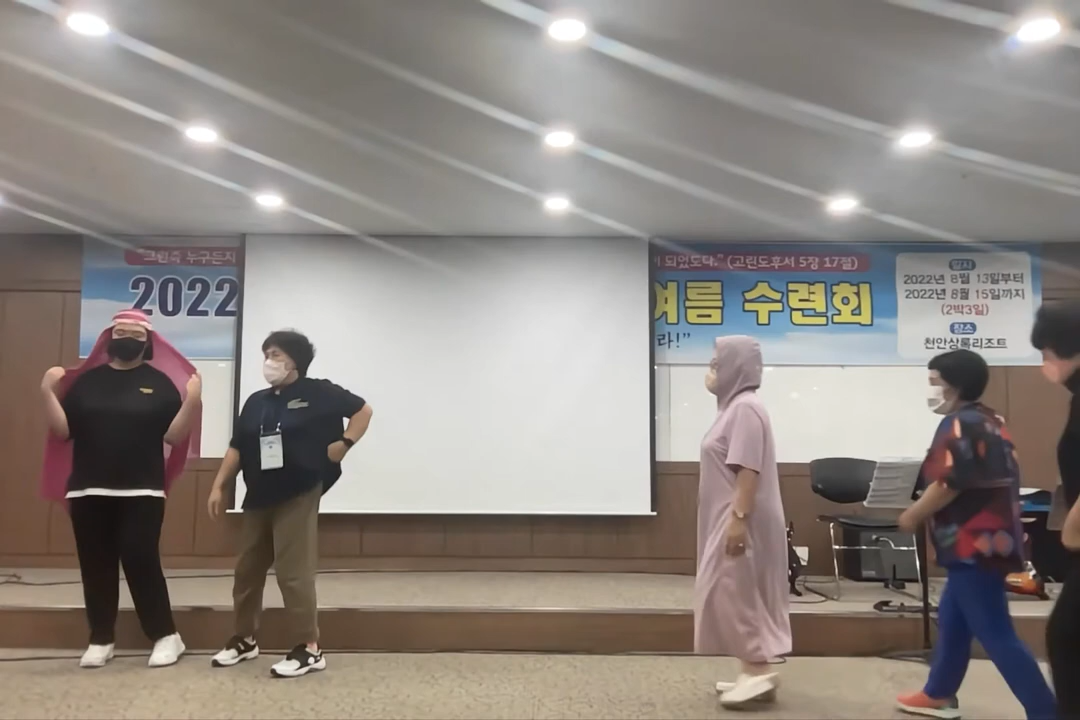 "그런즉 누구든지
2022
되었도다." (고린도후서 5장 17절)
여름 수련회
라!"
일시
2022년 8월 13일부터
2022년 8월 15일까지
(2박3일)
장소
천안상록리조트